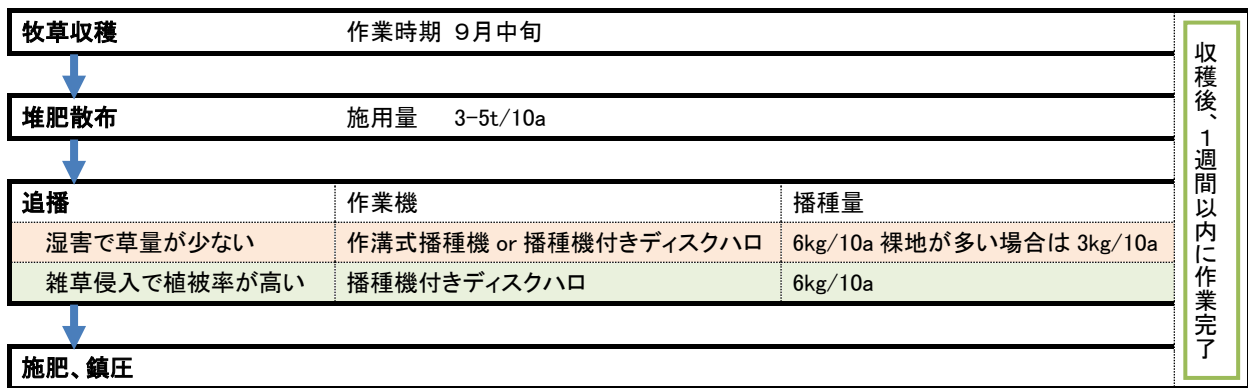 牧草収穫 作業時期 9月中旬
堆肥散布 施用量 3-5t/10a
追播 作業機 播種量
湿害で草量が少ない 作溝式播種機 or 播種機付きディスクハロ 6kg/10a 裸地が多い場合は 3kg/10a
雑草侵入で植被率が高い 播種機付きディスクハロ 6kg/10a
施肥、鎮圧
収穫後、1週間以内に作業完了